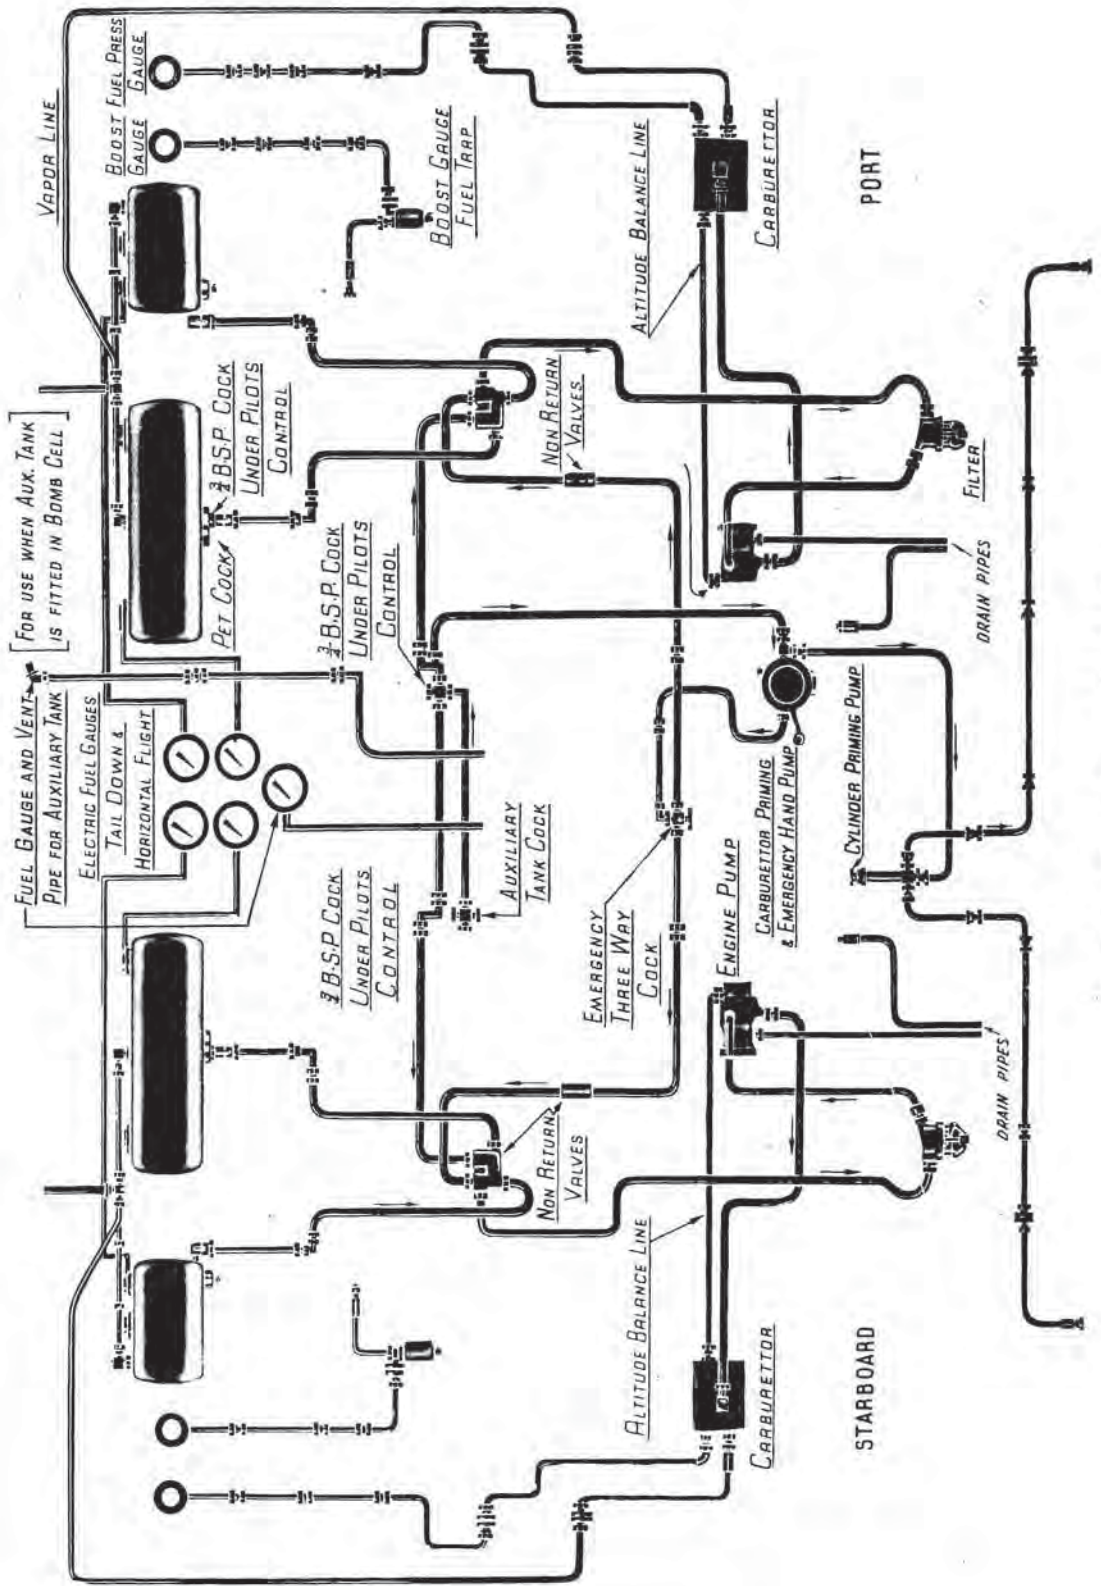 FUEL GAUGE AND VENT
PIPE FOR AUXILIARY TANK
[FOR USE WHEN AUX. TANK
IS FITTED IN BOMB CELL]
VAPOR LINE
ELECTRIC FUEL GAUGES
TAIL DOWN &
HORIZONTAL FLIGHT
BOOST
GAUGE
FUEL PRESS
GAUGE
PET COCK
¾ B.S.P. COCK
UNDER PILOTS
CONTROL
¾ B.S.P. COCK
UNDER PILOTS
CONTROL
¾ B.S.P COCK
UNDER PILOTS
CONTROL
BOOST GAUGE
FUEL TRAP
AUXILIARY
TANK COCK
NON RETURN
VALVES
NON RETURN
VALVES
EMERGENCY
THREE WAY
COCK
ALTITUDE BALANCE LINE
ALTITUDE BALANCE LINE
ENGINE PUMP
CARBURETTOR PRIMING
& EMERGENCY HAND PUMP
CARBURETTOR
CARBURETTOR
CYLINDER PRIMING PUMP
STARBOARD
PORT
FILTER
DRAIN PIPES
DRAIN PIPES